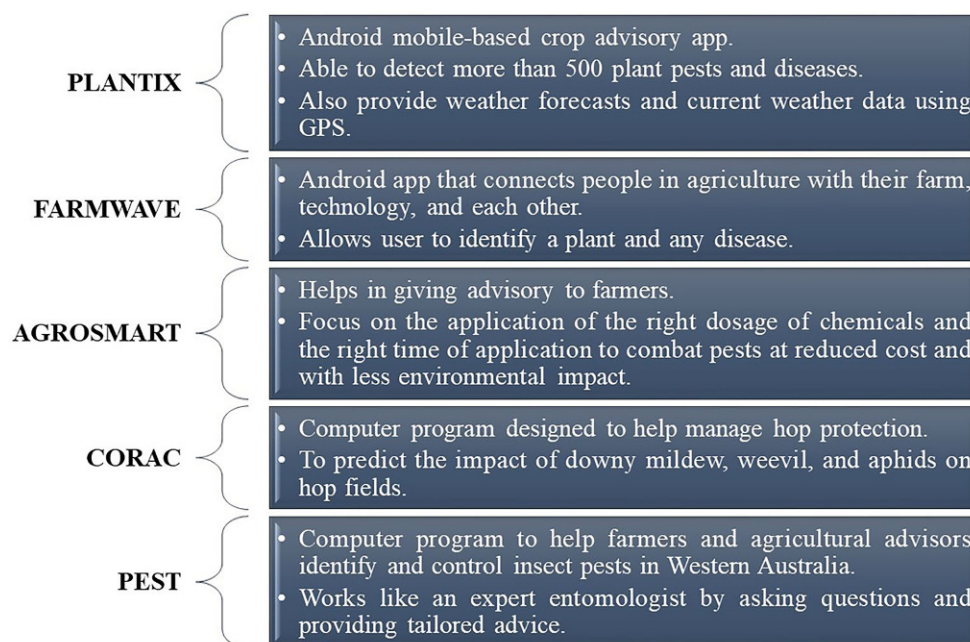 PLANTIX
• Android mobile-based crop advisory app.
• Able to detect more than 500 plant pests and diseases.
• Also provide weather forecasts and current weather data using
GPS.
FARMWAVE
• Android app that connects people in agriculture with their farm,
technology, and each other.
• Allows user to identify a plant and any disease.
AGROSMART
• Helps in giving advisory to farmers.
• Focus on the application of the right dosage of chemicals and
the right time of application to combat pests at reduced cost and
with less environmental impact.
CORAC
• Computer program designed to help manage hop protection.
• To predict the impact of downy mildew, weevil, and aphids on
hop fields.
PEST
• Computer program to help farmers and agricultural advisors
identify and control insect pests in Western Australia.
• Works like an expert entomologist by asking questions and
providing tailored advice.